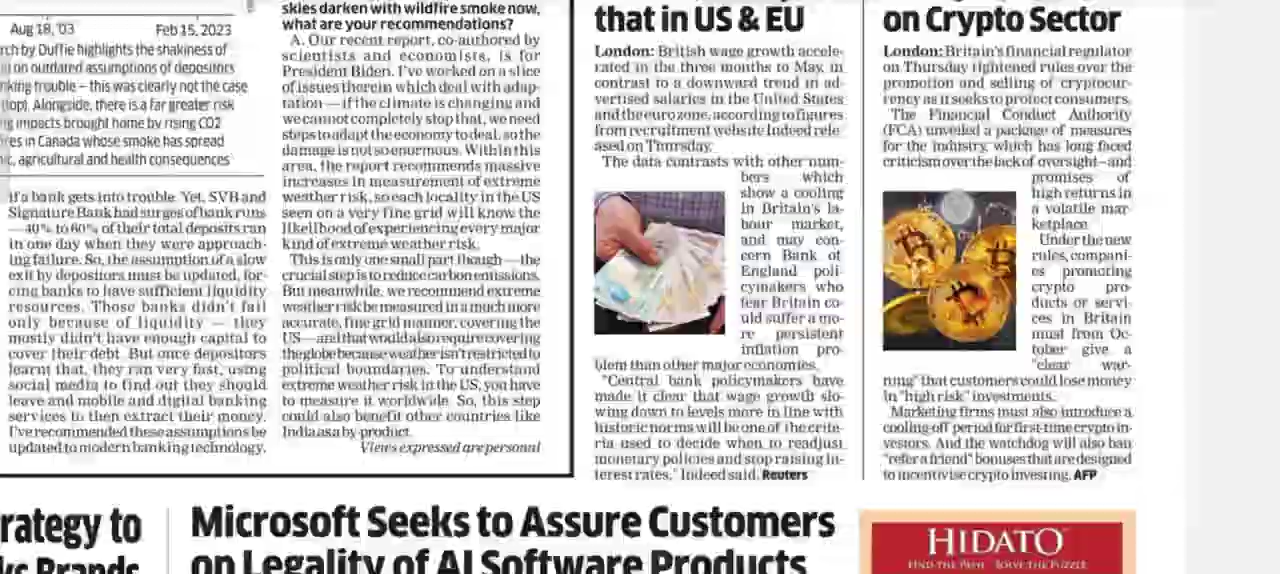 Aug 18, '03 Feb 15, 2023
rch by Duffie highlights the shakiness of
on outdated assumptions of depositors
nking trouble – this was clearly not the case
top). Alongside, there is a far greater risk
ng impacts brought home by rising CO2
res in Canada whose smoke has spread
ic, agricultural and health consequences
if a bank gets into trouble. Yet, SVB and
Signature Bank had surges of bank runs
— 40% to 60% of their total deposits ran
in one day when they were approach-
ing failure. So, the assumption of a slow
exit by depositors must be updated, for-
cing banks to have sufficient liquidity
resources. Those banks didn't fail
only because of liquidity — they
mostly didn't have enough capital to
cover their debt. But once depositors
learnt that, they ran very fast, using
social media to find out they should
leave and mobile and digital banking
services to then extract their money.
I've recommended these assumptions be
updated to modern banking technology.
skies darken with wildfire smoke now,
what are your recommendations?
A. Our recent report, co-authored by
scientists and economists, is for
President Biden. I've worked on a slice
of issues therein which deal with adap-
tation — if the climate is changing and
we cannot completely stop that, we need
steps to adapt the economy to deal, so the
damage is not so enormous. Within this
area, the report recommends massive
increases in measurement of extreme
weather risk, so each locality in the US
seen on a very fine grid will know the
likelihood of experiencing every major
kind of extreme weather risk.
This is only one small part though — the
crucial step is to reduce carbon emissions.
But meanwhile, we recommend extreme
weather risk be measured in a much more
accurate, fine grid manner, covering the
US — and that would also require covering
the globe because weather isn't restricted to
political boundaries. To understand
extreme weather risk in the US, you have
to measure it worldwide. So, this step
could also benefit other countries like
India as a by-product.
Views expressed are personal
that in US & EU
London: British wage growth accele-
rated in the three months to May, in
contrast to a downward trend in ad-
vertised salaries in the United States
and the euro zone, according to figures
from recruitment website Indeed rele-
ased on Thursday.
The data contrasts with other num-
bers which
show a cooling
in Britain's la-
bour market,
and may con-
cern Bank of
England poli-
cymakers who
fear Britain co-
uld suffer a mo-
re persistent
inflation pro-
blem than other major economies.
"Central bank policymakers have
made it clear that wage growth slo-
wing down to levels more in line with
historic norms will be one of the crite-
ria used to decide when to readjust
monetary policies and stop raising in-
terest rates," Indeed said. Reuters
on Crypto Sector
London: Britain's financial regulator
on Thursday tightened rules over the
promotion and selling of cryptocur-
rency as it seeks to protect consumers.
The Financial Conduct Authority
(FCA) unveiled a package of measures
for the industry, which has long faced
criticism over the lack of oversight – and
promises of
high returns in
a volatile mar-
ketplace.
Under the new
rules, compani-
es promoting
crypto pro-
ducts or servi-
ces in Britain
must from Oc-
tober give a
"clear war-
ning" that customers could lose money
in "high risk" investments.
Marketing firms must also introduce a
cooling-off period for first-time crypto in-
vestors. And the watchdog will also ban
"refer a friend" bonuses that are designed
to incentivise crypto investing. AFP
rategy to
Brands
Microsoft Seeks to Assure Customers
on Legality of AI Software Products
HIDATO
FIND THE PATH SOLVE THE PUZZLE